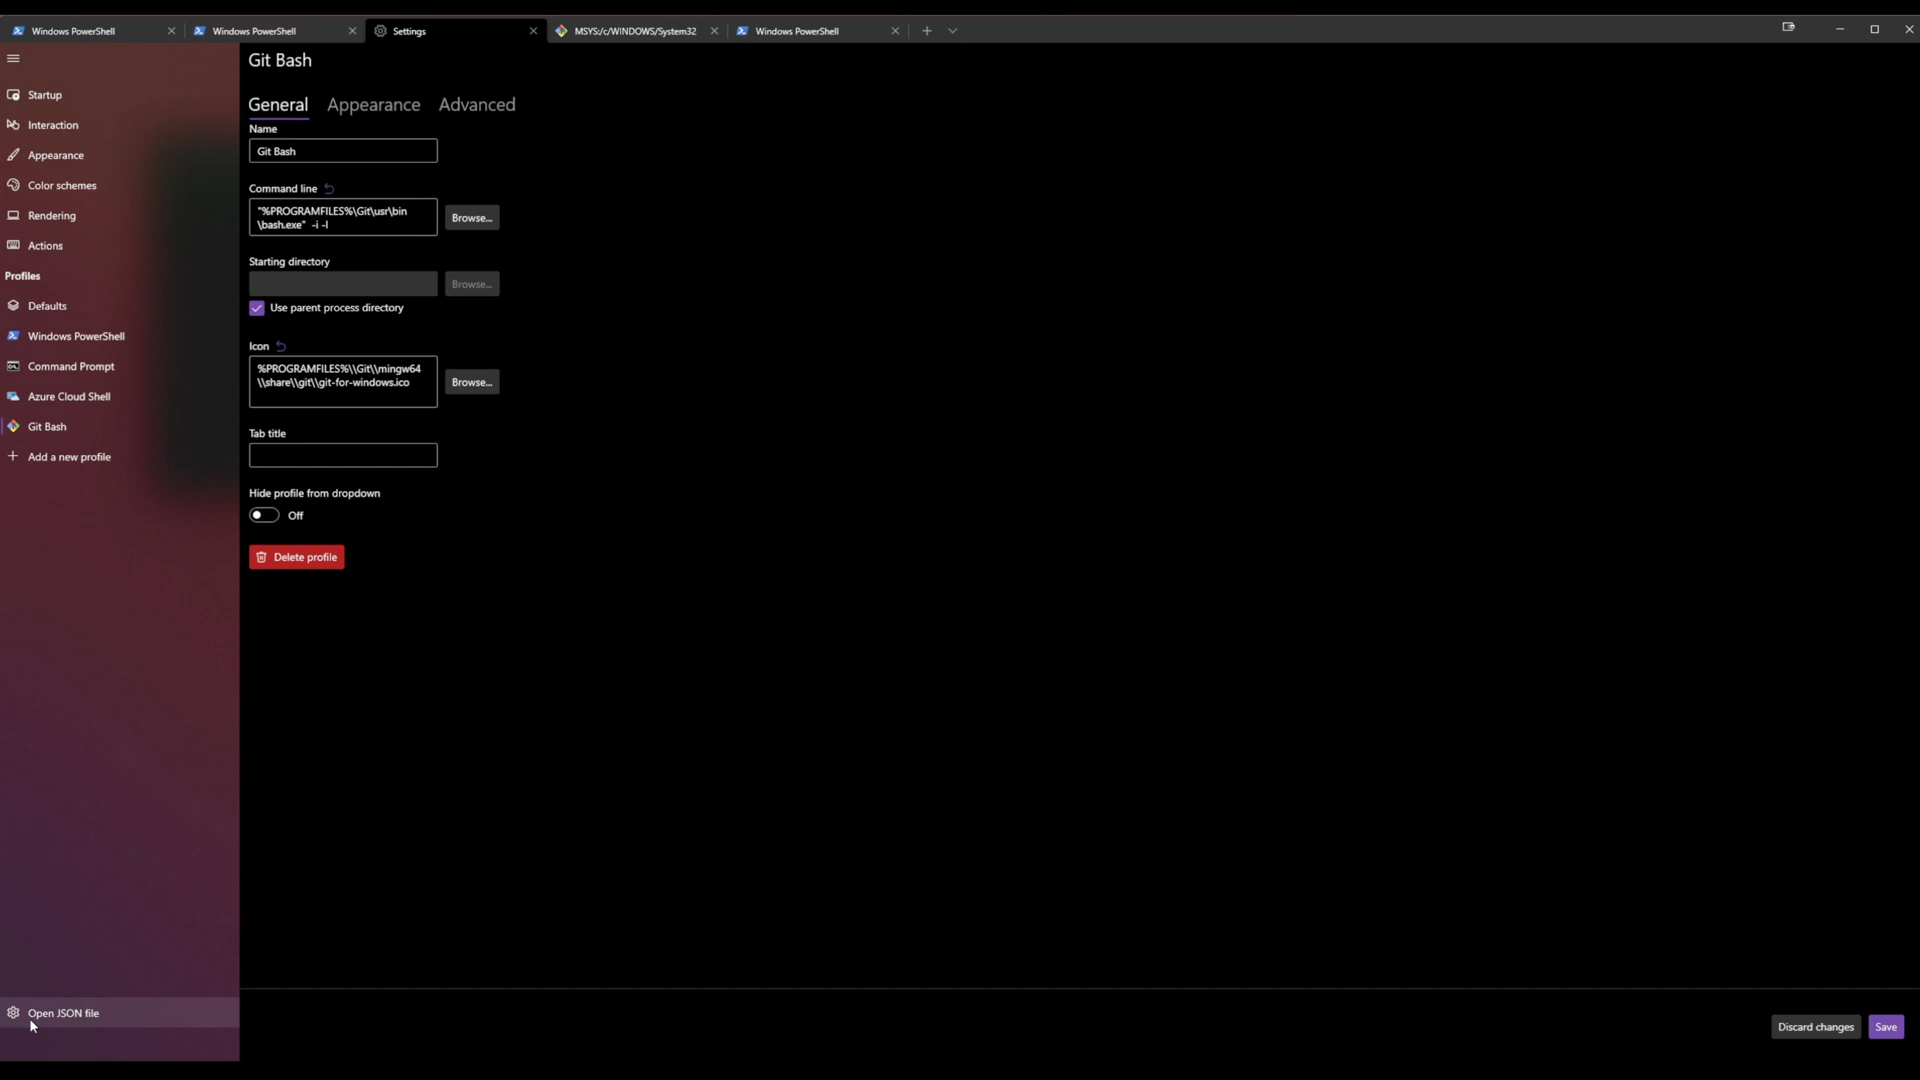 Windows PowerShell
Windows PowerShell
Settings
MSYS:/c/WINDOWS/System32
Windows PowerShell
Startup
Interaction
Appearance
Color schemes
Rendering
Actions
Profiles
Defaults
Windows PowerShell
Command Prompt
Azure Cloud Shell
Git Bash
Add a new profile
Open JSON file
Git Bash
General Appearance Advanced
Name
Git Bash
Command line
"%PROGRAMFILES%\Git\usr\bin
\bash.exe" -i -l
Browse...
Starting directory
Browse...
Use parent process directory
Icon
%PROGRAMFILES%\\Git\\mingw64
\\share\\git\\git-for-windows.ico
Browse...
Tab title
Hide profile from dropdown
Off
Delete profile
Discard changes
Save